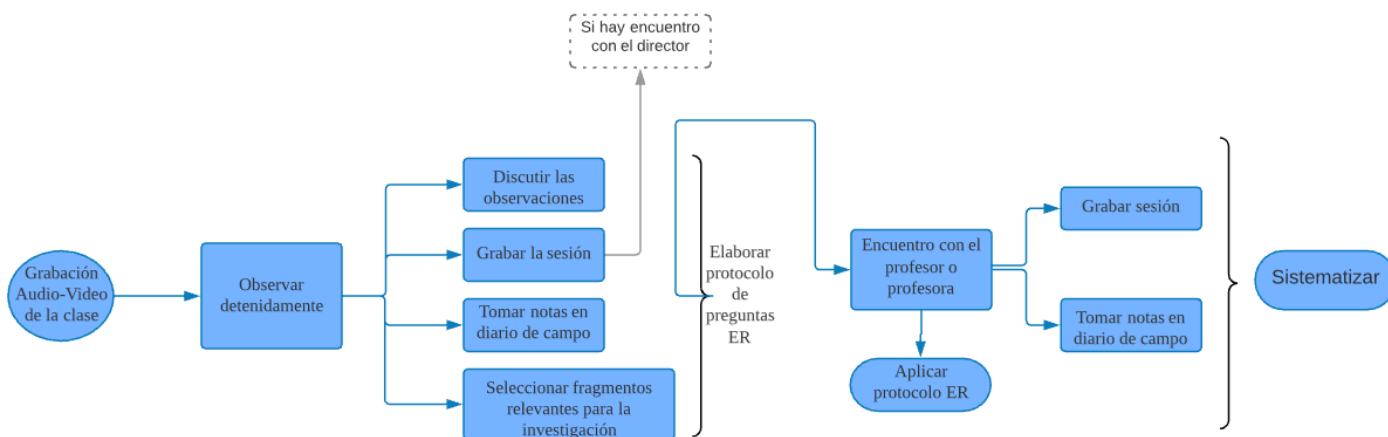 Si hay encuentro
con el director
Grabación
Audio-Video
de la clase
Observar
detenidamente
Discutir las
observaciones
Grabar la sesión
Tomar notas en
diario de campo
Seleccionar fragmentos
relevantes para la
investigación
Elaborar
protocolo
de
preguntas
ER
Encuentro con el
profesor o
profesora
Aplicar
protocolo ER
Grabar sesión
Tomar notas en
diario de campo
Sistematizar